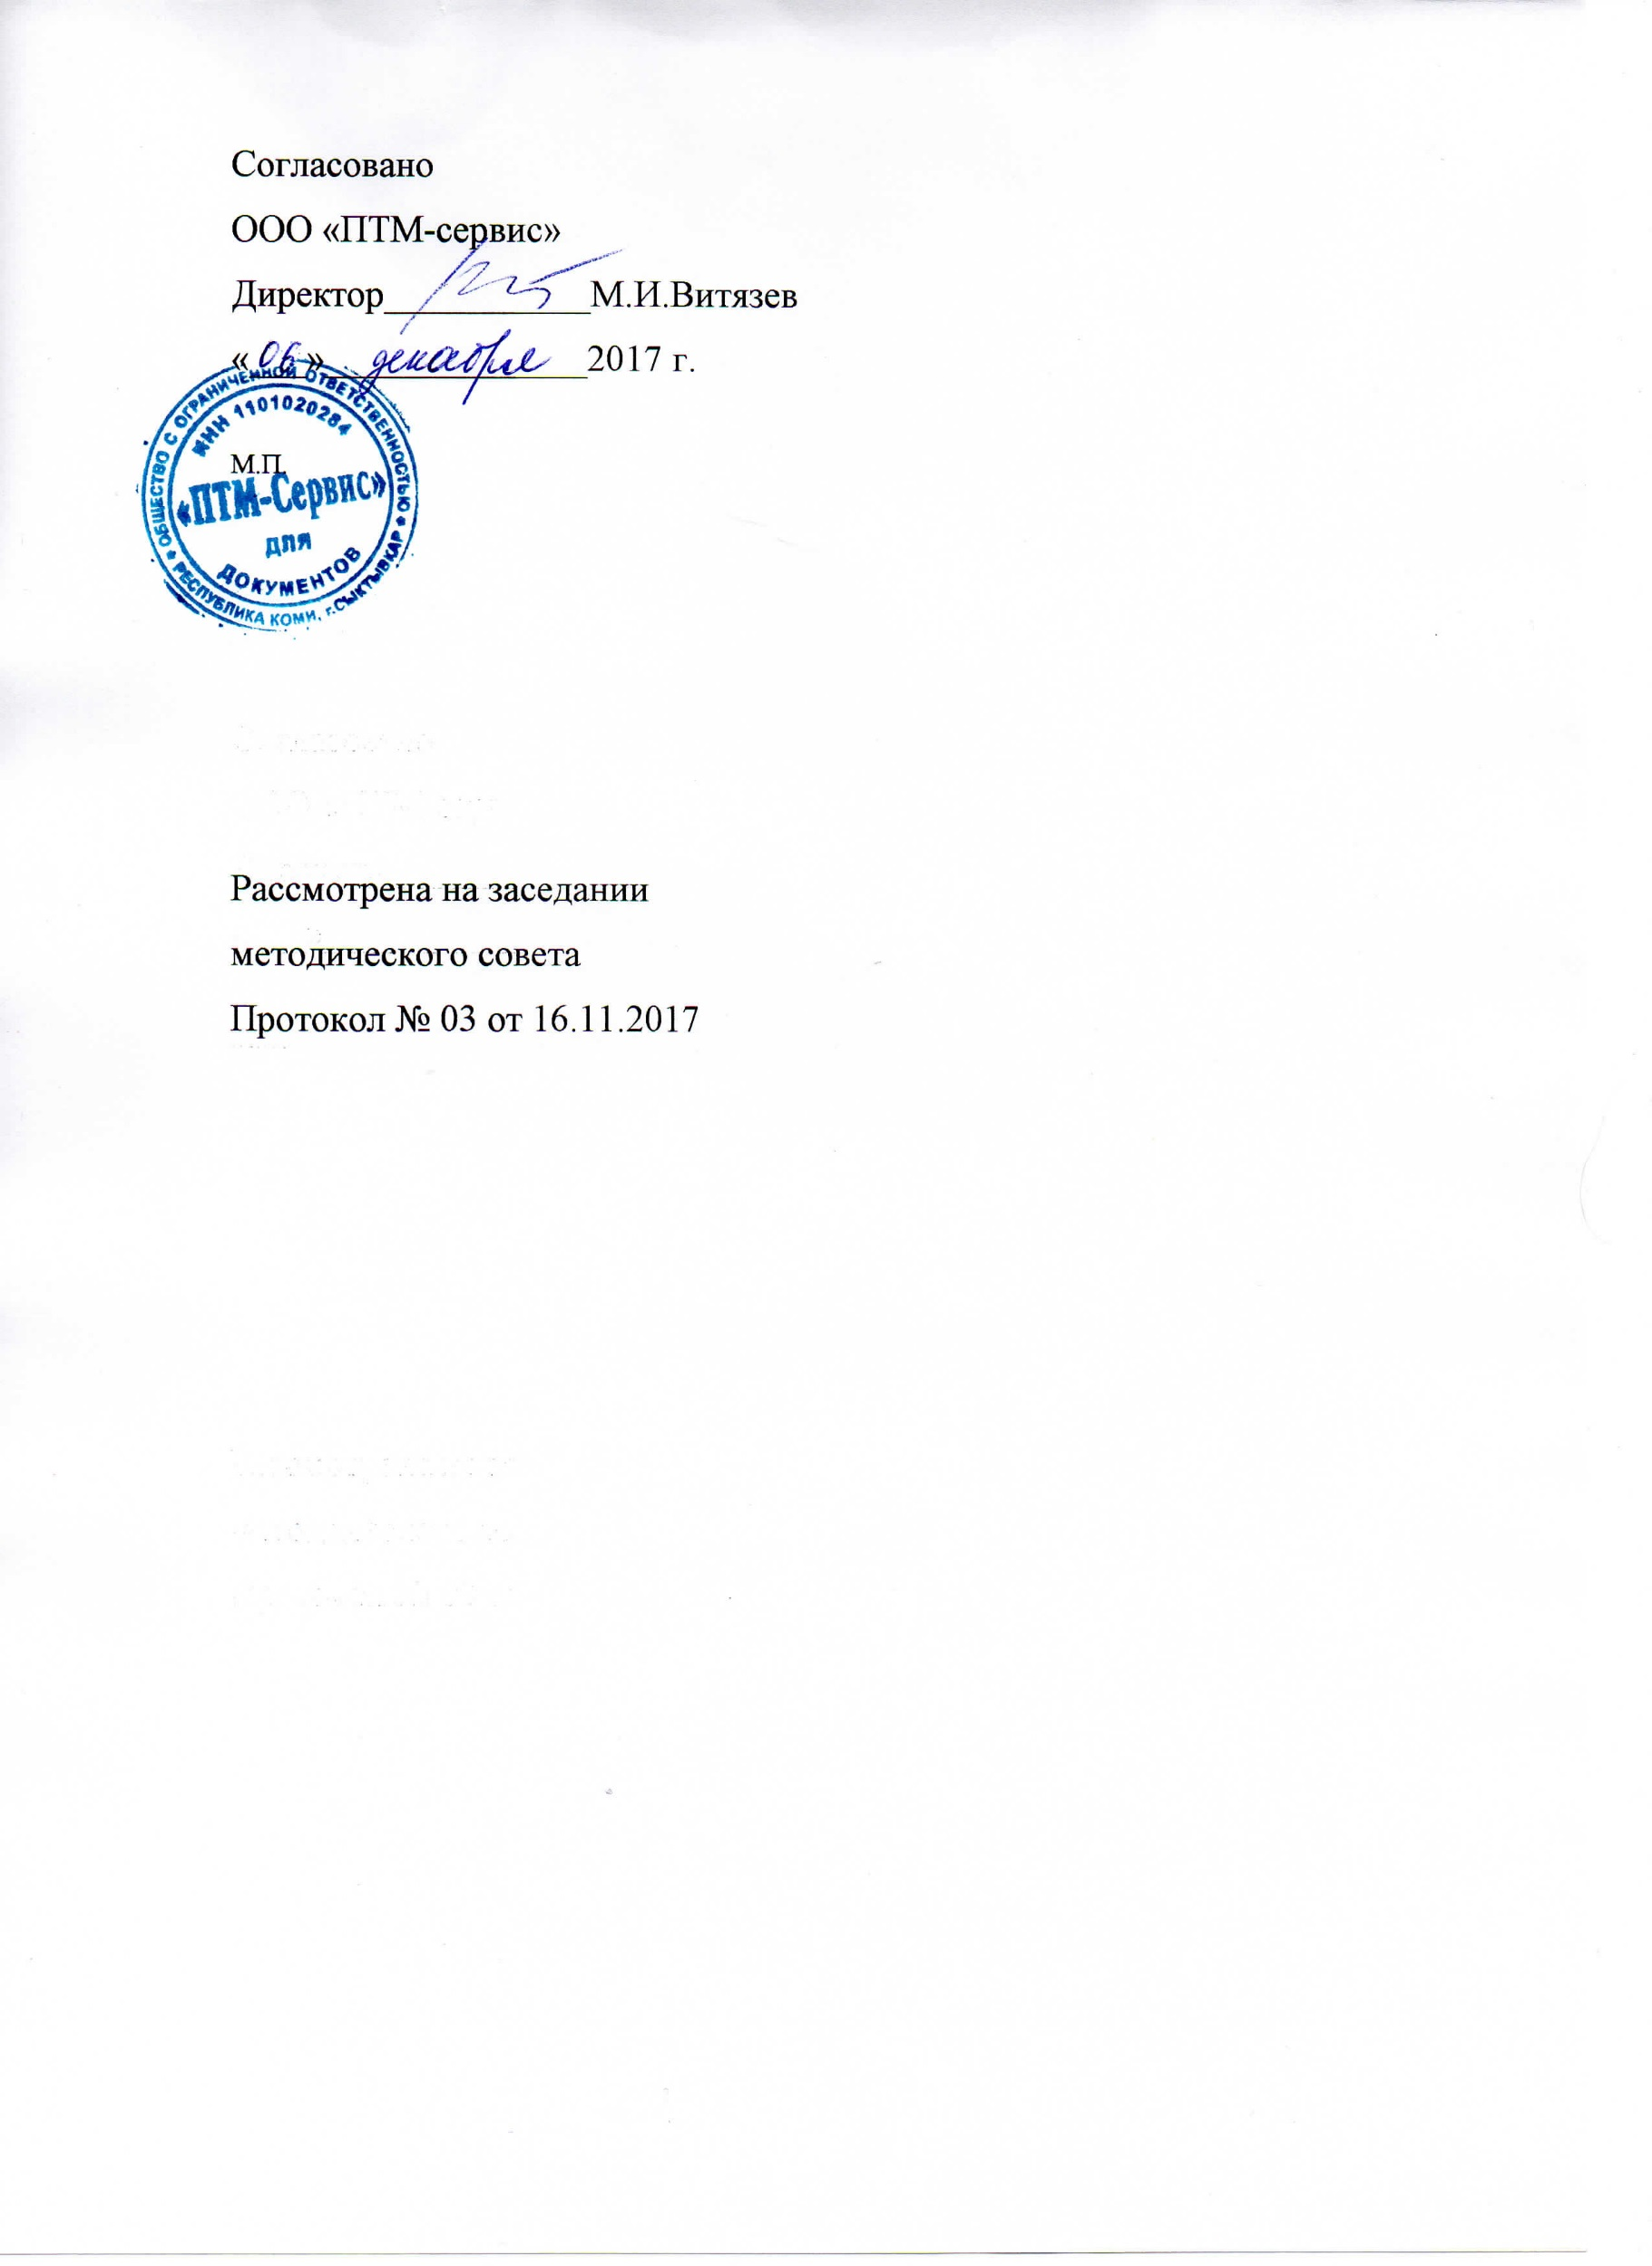 Согласовано
ООО «ПТМ-сервис»
Директор___________М.И.Витязев
«06» декабря 2017 г.
ОБЩЕСТВО С ОГРАНИЧЕННОЙ ОТВЕТСТВЕННОСТЬЮ
ИНН 1101020284
М.П.
«ПТМ-Сервис»
для
ДОКУМЕНТОВ
РЕСПУБЛИКА КОМИ, г.СЫКТЫВКАР
Рассмотрена на заседании
методического совета
Протокол № 03 от 16.11.2017